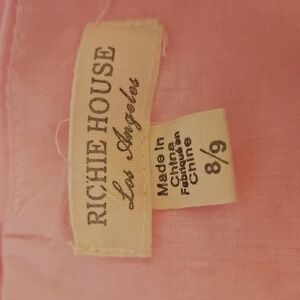 RICHIE HOUSE
Los Angeles
Made in
China
Fabriqué en
Chine
8/9